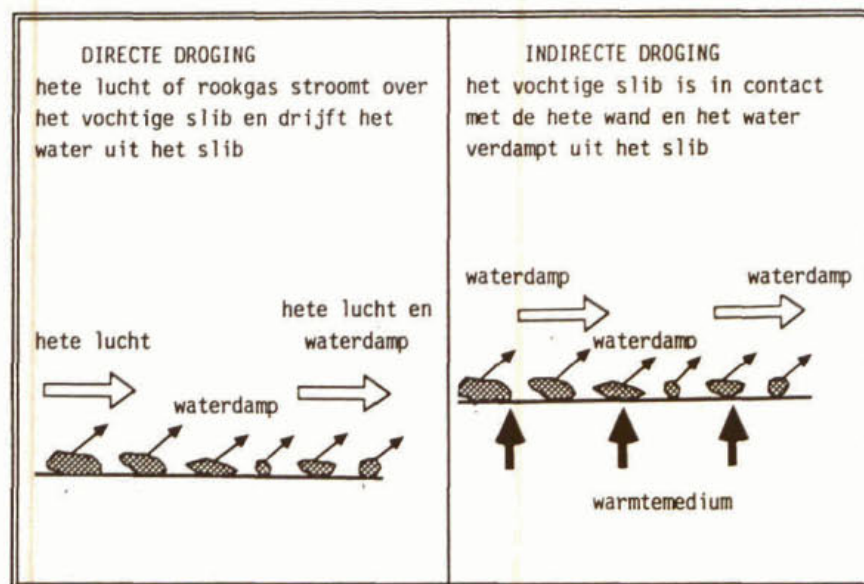 DIRECTE DROGING
hete lucht of rookgas stroomt over
het vochtige slib en drijft het
water uit het slib
hete lucht
hete lucht en
waterdamp
waterdamp
INDIRECTE DROGING
het vochtige slib is in contact
met de hete wand en het water
verdampt uit het slib
waterdamp
waterdamp
waterdamp
warmtemedium